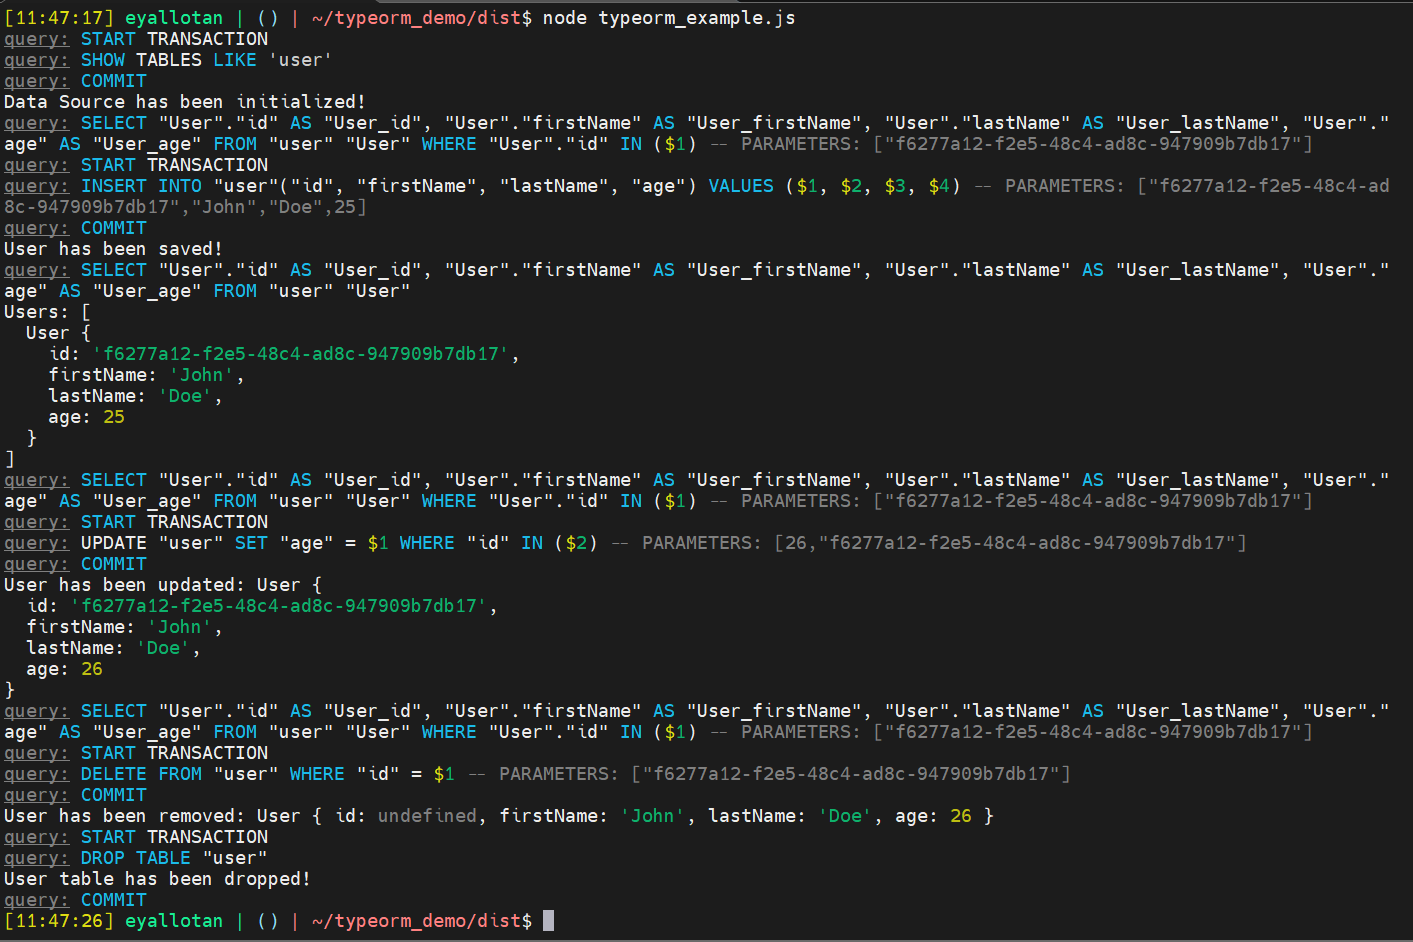 [11:47:17] eyallotan | () | ~/typeorm_demo/dist$ node typeorm_example.js
query: START TRANSACTION
query: SHOW TABLES LIKE 'user'
query: COMMIT
Data Source has been initialized!
query: SELECT "User"."id" AS "User_id", "User"."firstName" AS "User_firstName", "User"."lastName" AS "User_lastName", "User"."
age" AS "User_age" FROM "user" "User" WHERE "User"."id" IN ($1) -- PARAMETERS: ["f6277a12-f2e5-48c4-ad8c-947909b7db17"]
query: START TRANSACTION
query: INSERT INTO "user"("id", "firstName", "lastName", "age") VALUES ($1, $2, $3, $4) -- PARAMETERS: ["f6277a12-f2e5-48c4-ad
8c-947909b7db17","John","Doe",25]
query: COMMIT
User has been saved!
query: SELECT "User"."id" AS "User_id", "User"."firstName" AS "User_firstName", "User"."lastName" AS "User_lastName", "User"."
age" AS "User_age" FROM "user" "User"
Users: [
  User {
    id: 'f6277a12-f2e5-48c4-ad8c-947909b7db17',
    firstName: 'John',
    lastName: 'Doe',
    age: 25
  }
]
query: SELECT "User"."id" AS "User_id", "User"."firstName" AS "User_firstName", "User"."lastName" AS "User_lastName", "User"."
age" AS "User_age" FROM "user" "User" WHERE "User"."id" IN ($1) -- PARAMETERS: ["f6277a12-f2e5-48c4-ad8c-947909b7db17"]
query: START TRANSACTION
query: UPDATE "user" SET "age" = $1 WHERE "id" IN ($2) -- PARAMETERS: [26,"f6277a12-f2e5-48c4-ad8c-947909b7db17"]
query: COMMIT
User has been updated: User {
  id: 'f6277a12-f2e5-48c4-ad8c-947909b7db17',
  firstName: 'John',
  lastName: 'Doe',
  age: 26
}
query: SELECT "User"."id" AS "User_id", "User"."firstName" AS "User_firstName", "User"."lastName" AS "User_lastName", "User"."
age" AS "User_age" FROM "user" "User" WHERE "User"."id" IN ($1) -- PARAMETERS: ["f6277a12-f2e5-48c4-ad8c-947909b7db17"]
query: START TRANSACTION
query: DELETE FROM "user" WHERE "id" = $1 -- PARAMETERS: ["f6277a12-f2e5-48c4-ad8c-947909b7db17"]
query: COMMIT
User has been removed: User { id: undefined, firstName: 'John', lastName: 'Doe', age: 26 }
query: START TRANSACTION
query: DROP TABLE "user"
User table has been dropped!
query: COMMIT
[11:47:26] eyallotan | () | ~/typeorm_demo/dist$